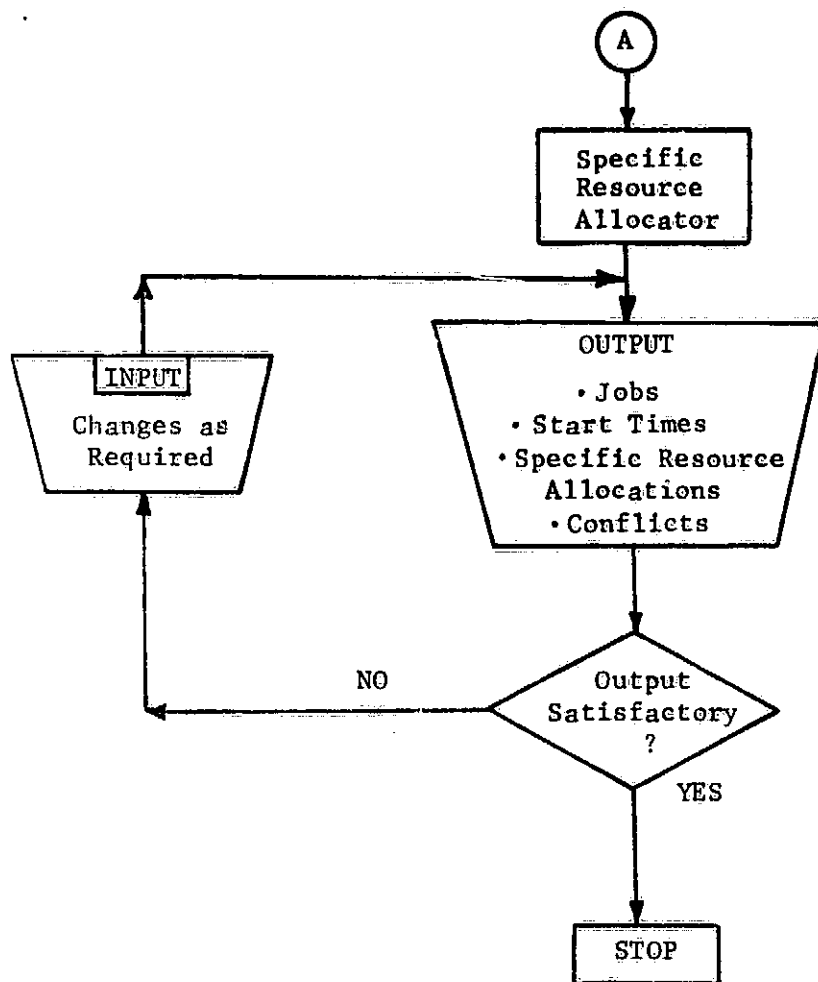 A
Specific
Resource
Allocator
OUTPUT
• Jobs
• Start Times
• Specific Resource
Allocations
• Conflicts
INPUT
Changes as
Required
NO
Output
Satisfactory
?
YES
STOP